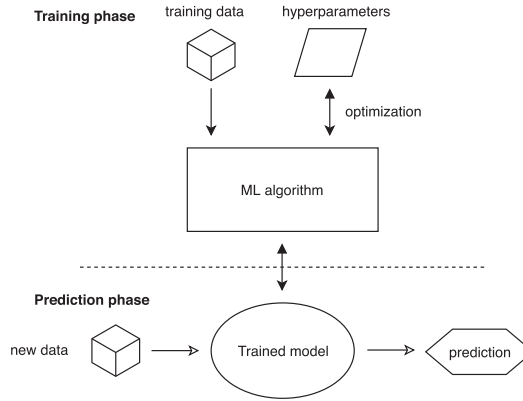 Training phase
training data
hyperparameters
optimization
ML algorithm
Prediction phase
new data
Trained model
prediction